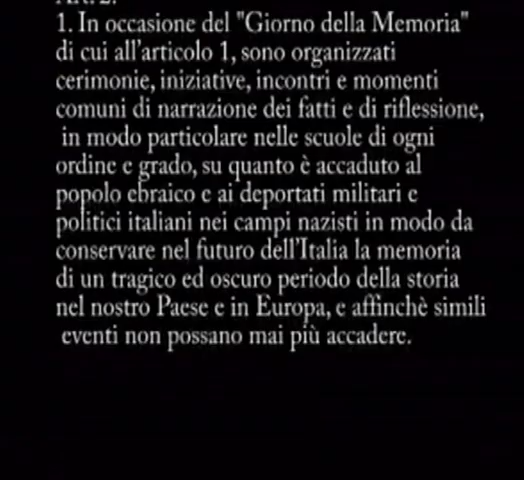 1. In occasione del "Giorno della Memoria"
di cui all'articolo 1, sono organizzati
cerimonie, iniziative, incontri e momenti
comuni di narrazione dei fatti e di riflessione,
in modo particolare nelle scuole di ogni
ordine e grado, su quanto è accaduto al
popolo ebraico e ai deportati militari e
politici italiani nei campi nazisti in modo da
conservare nel futuro dell'Italia la memoria
di un tragico ed oscuro periodo della storia
nel nostro Paese e in Europa, e affinchè simili
eventi non possano mai più accadere.